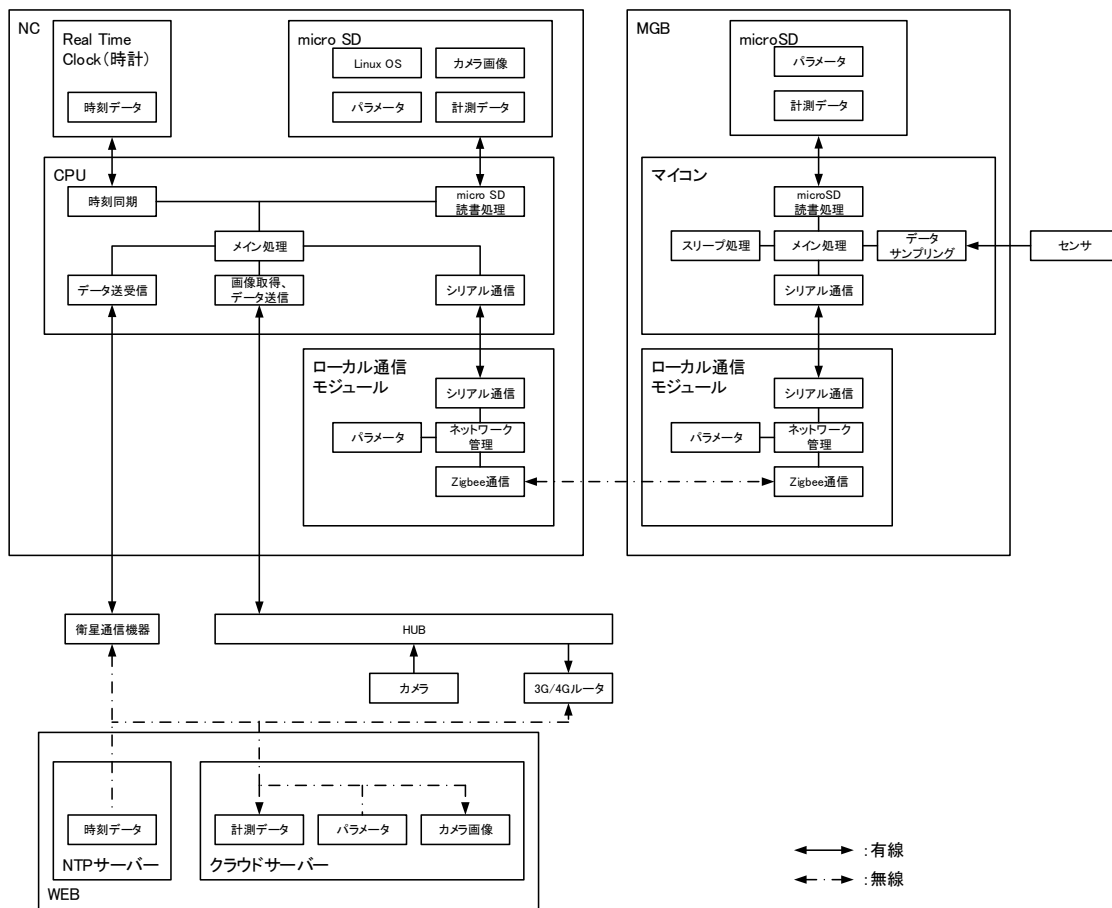 NC
Real Time
Clock(時計)
時刻データ
micro SD
Linux OS
カメラ画像
パラメータ
計測データ
CPU
時刻同期
micro SD
読書処理
メイン処理
データ送受信
画像取得、
データ送信
シリアル通信
ローカル通信
モジュール
シリアル通信
パラメータ
ネットワーク
管理
Zigbee通信
MGB
microSD
パラメータ
計測データ
マイコン
microSD
読書処理
スリープ処理
メイン処理
データ
サンプリング
センサ
シリアル通信
ローカル通信
モジュール
シリアル通信
パラメータ
ネットワーク
管理
Zigbee通信
衛星通信機器
HUB
カメラ
3G/4Gルータ
時刻データ
NTPサーバー
計測データ
パラメータ
カメラ画像
クラウドサーバー
WEB
:有線
:無線